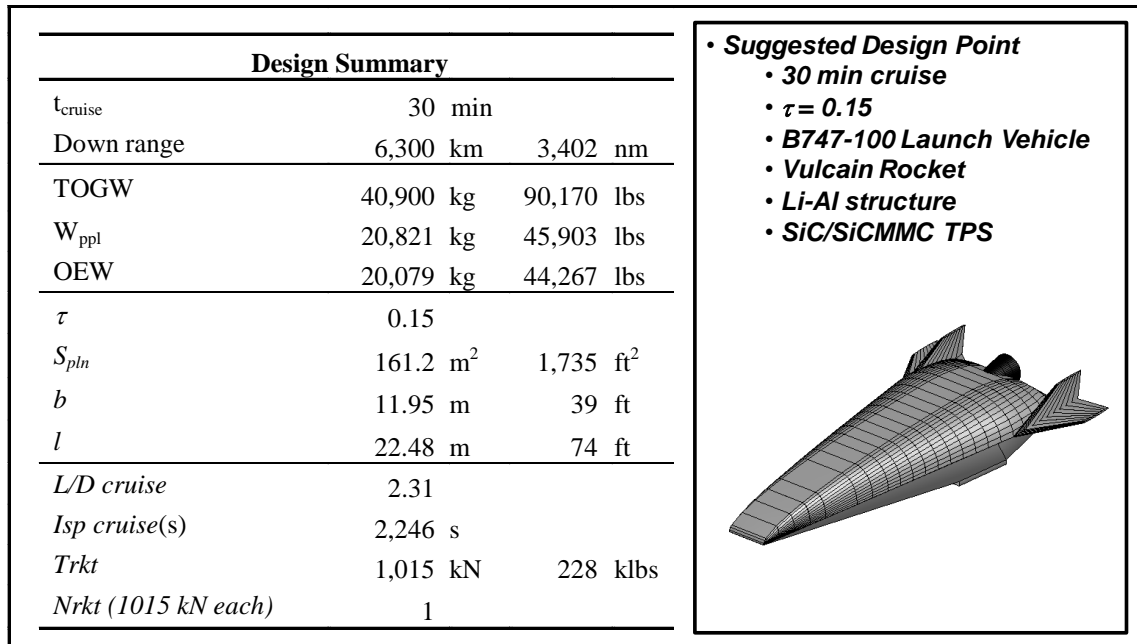 Design Summary
t_cruise 30 min
Down range 6,300 km 3,402 nm
TOGW 40,900 kg 90,170 lbs
W_ppl 20,821 kg 45,903 lbs
OEW 20,079 kg 44,267 lbs
τ 0.15
S_pln 161.2 m² 1,735 ft²
b 11.95 m 39 ft
l 22.48 m 74 ft
L/D cruise 2.31
Isp cruise(s) 2,246 s
Trkt 1,015 kN 228 klbs
Nrkt (1015 kN each) 1
• Suggested Design Point
• 30 min cruise
• τ = 0.15
• B747-100 Launch Vehicle
• Vulcain Rocket
• Li-Al structure
• SiC/SiCMMC TPS